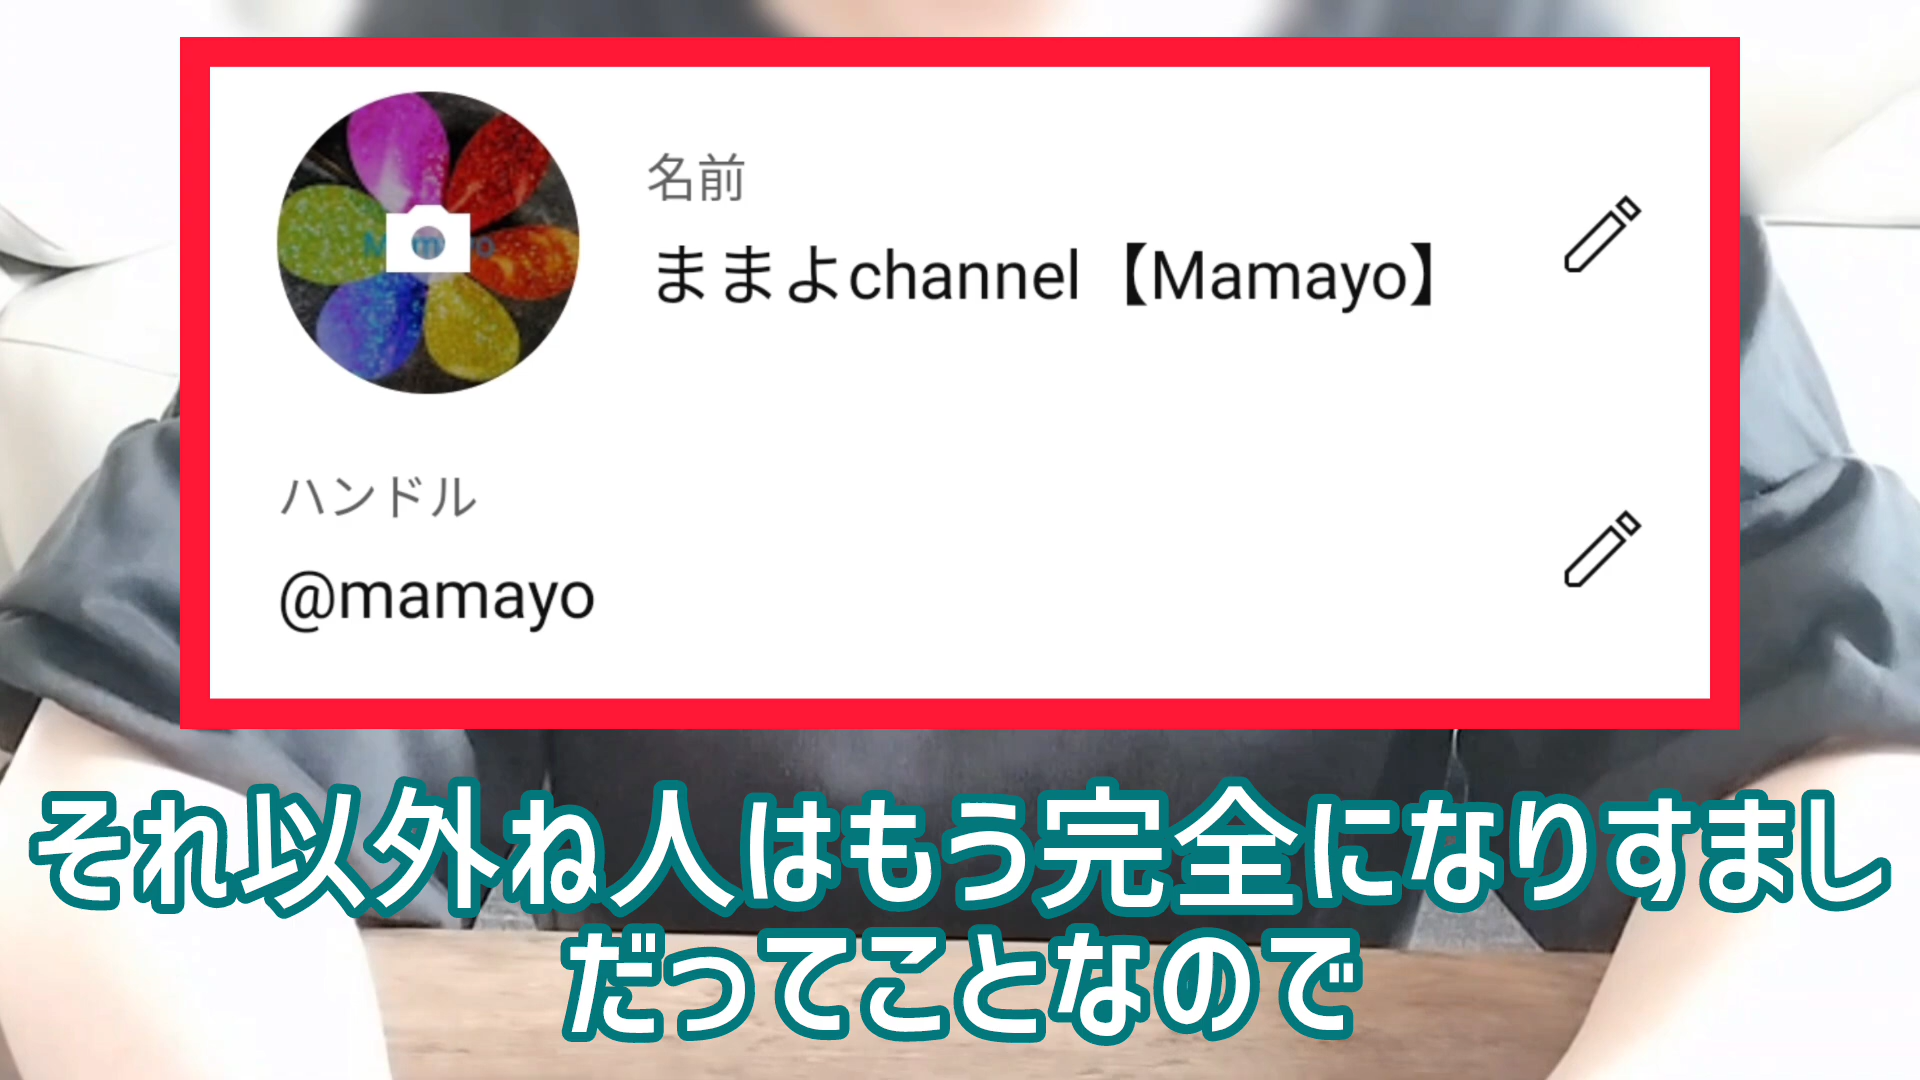 Mamayo
名前
ままよchannel【Mamayo】
ハンドル
@mamayo
それ以外ね人はもう完全になりすまし
だってことなので